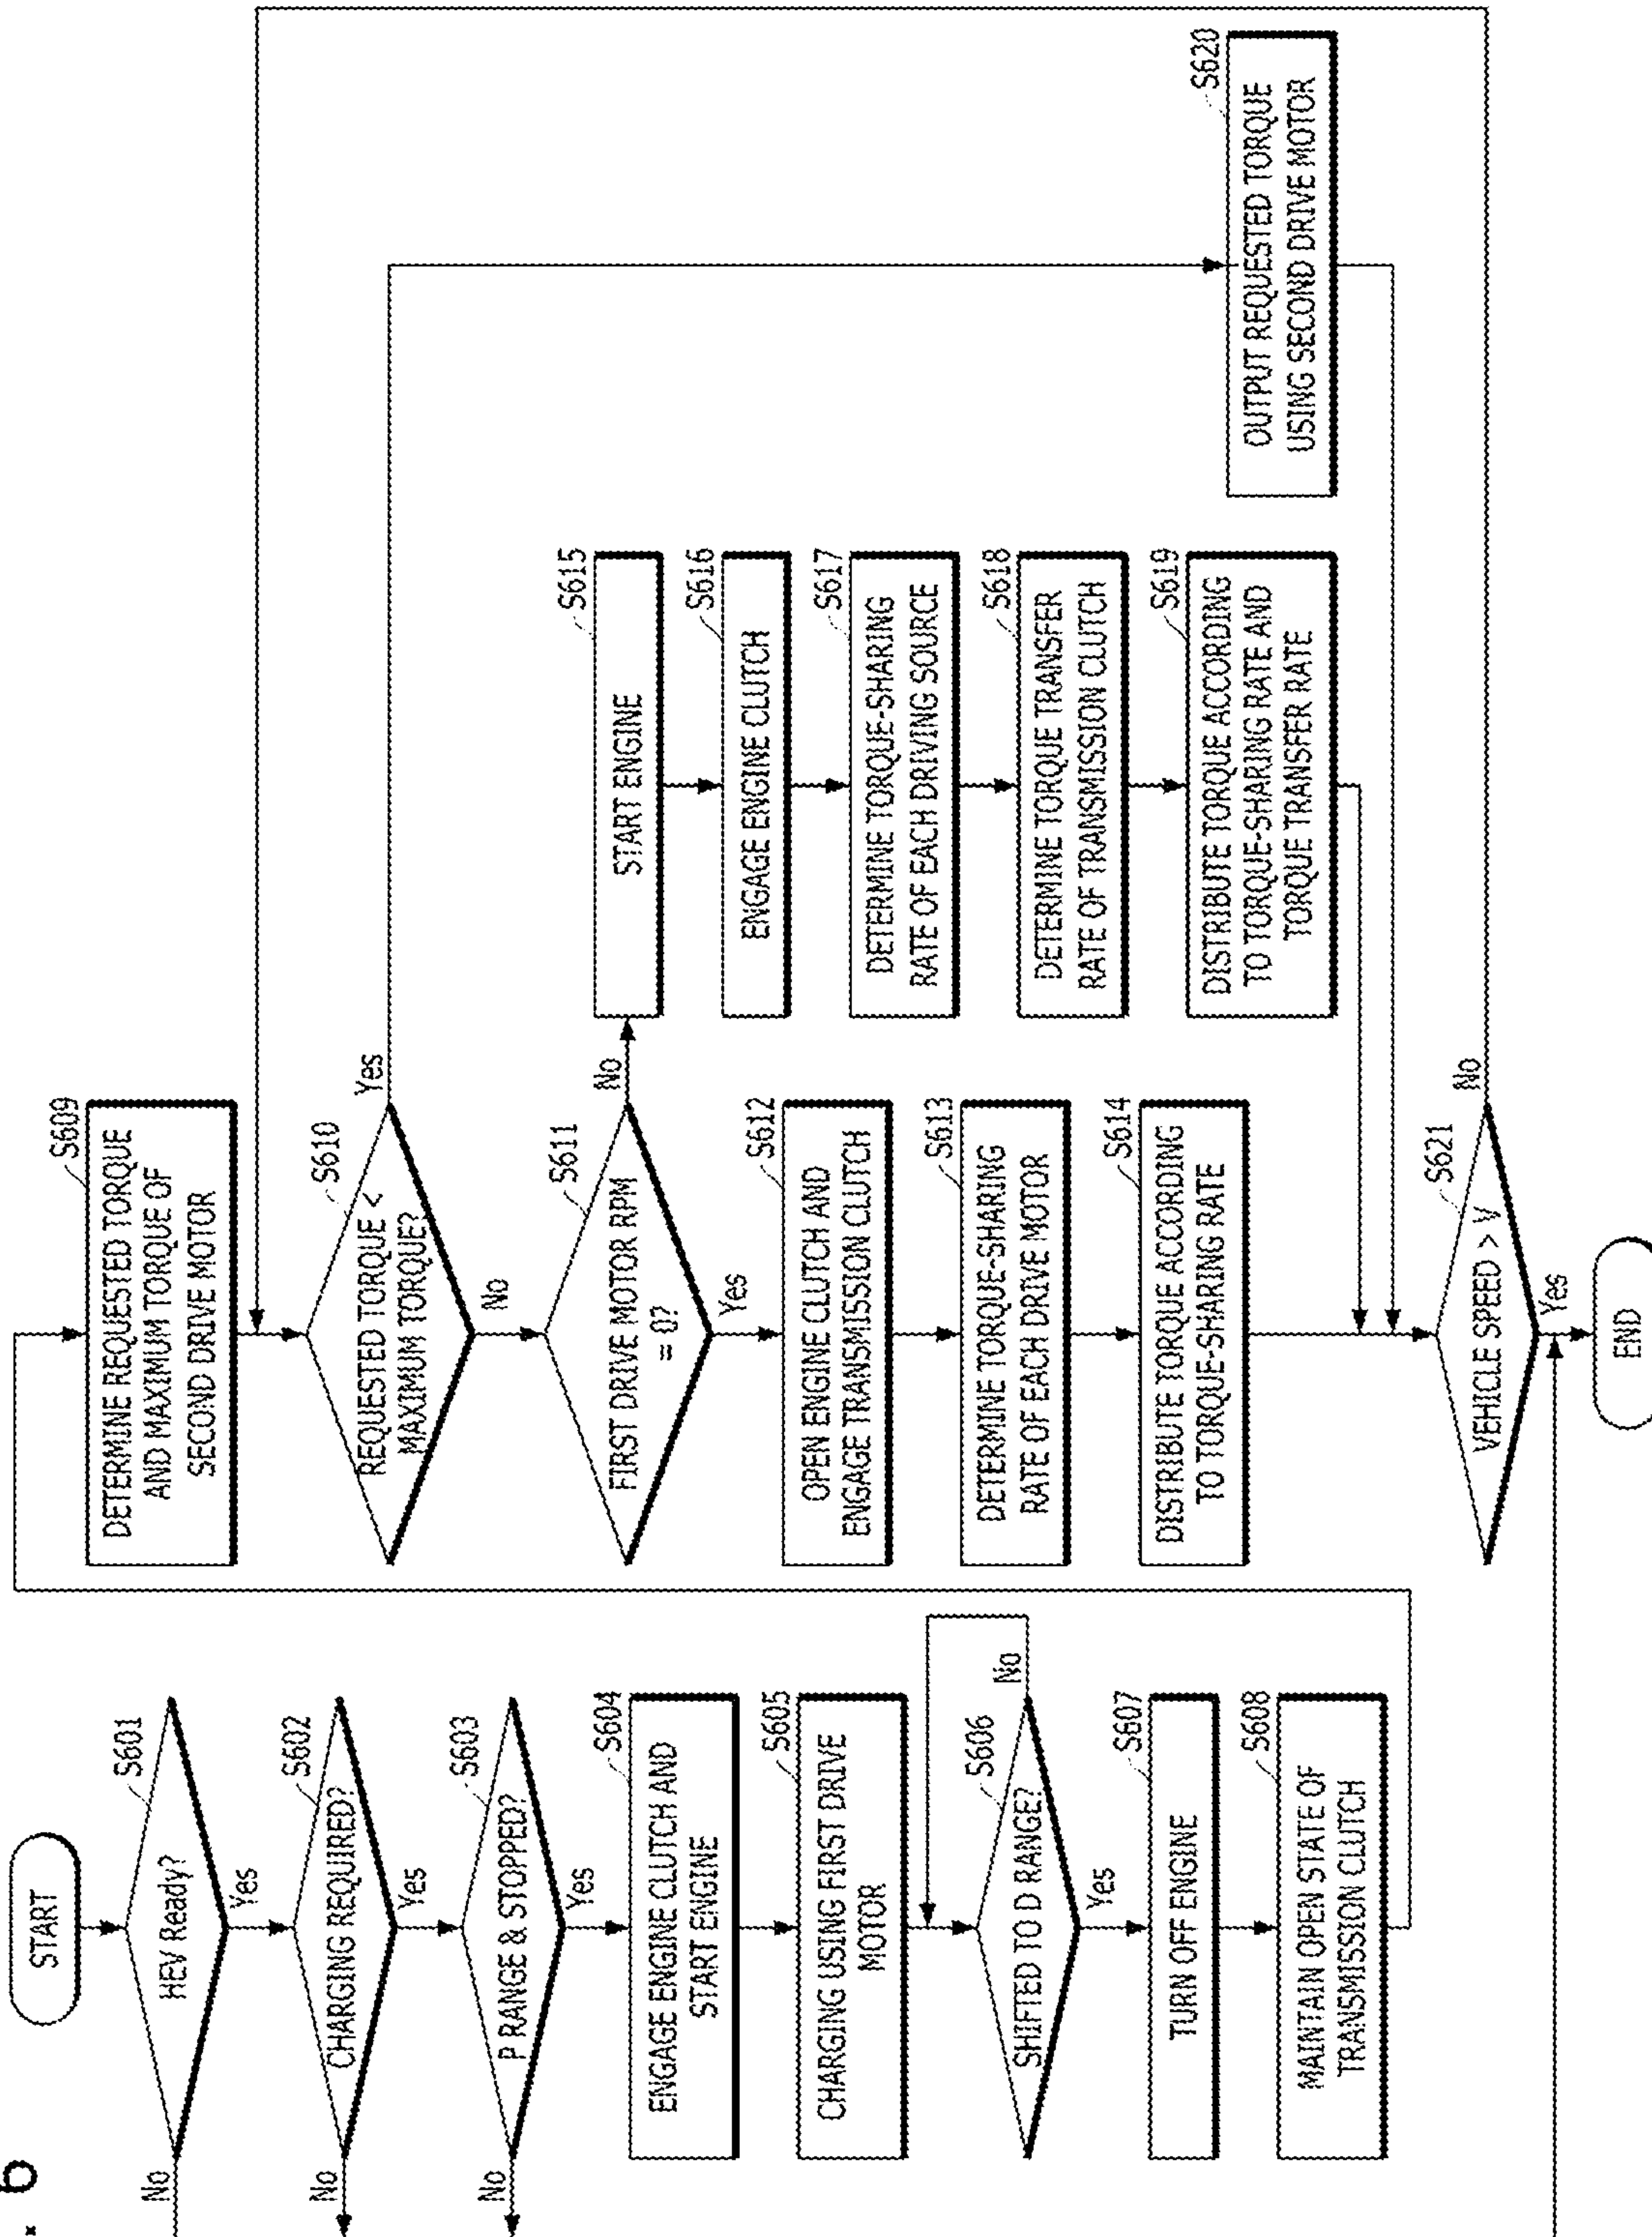 . 6
START
S601
HEV Ready?
No
Yes
S602
CHARGING REQUIRED?
No
Yes
S603
P RANGE & STOPPED?
No
Yes
S604
ENGAGE ENGINE CLUTCH AND
START ENGINE
S605
CHARGING USING FIRST DRIVE
MOTOR
S606
SHIFTED TO D RANGE?
No
Yes
S607
TURN OFF ENGINE
S608
MAINTAIN OPEN STATE OF
TRANSMISSION CLUTCH
S609
DETERMINE REQUESTED TORQUE
AND MAXIMUM TORQUE OF
SECOND DRIVE MOTOR
S610
REQUESTED TORQUE <
MAXIMUM TORQUE?
Yes
No
S611
FIRST DRIVE MOTOR RPM
= 0?
No
Yes
S612
OPEN ENGINE CLUTCH AND
ENGAGE TRANSMISSION CLUTCH
S613
DETERMINE TORQUE-SHARING
RATE OF EACH DRIVE MOTOR
S614
DISTRIBUTE TORQUE ACCORDING
TO TORQUE-SHARING RATE
S615
START ENGINE
S616
ENGAGE ENGINE CLUTCH
S617
DETERMINE TORQUE-SHARING
RATE OF EACH DRIVING SOURCE
S618
DETERMINE TORQUE TRANSFER
RATE OF TRANSMISSION CLUTCH
S619
DISTRIBUTE TORQUE ACCORDING
TO TORQUE-SHARING RATE AND
TORQUE TRANSFER RATE
S620
OUTPUT REQUESTED TORQUE
USING SECOND DRIVE MOTOR
S621
VEHICLE SPEED > V
No
Yes
END